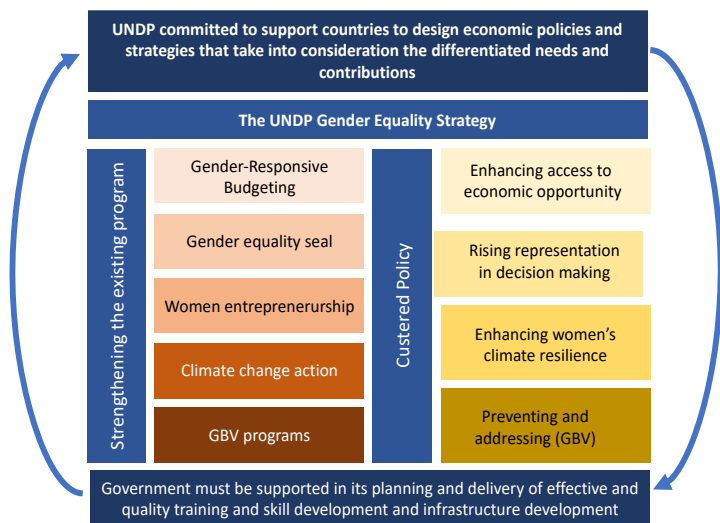 UNDP committed to support countries to design economic policies and
strategies that take into consideration the differentiated needs and
contributions
The UNDP Gender Equality Strategy
Strengthening the existing program
Gender-Responsive
Budgeting
Gender equality seal
Women entreprenerurship
Climate change action
GBV programs
Custered Policy
Enhancing access to
economic opportunity
Rising representation
in decision making
Enhancing women’s
climate resilience
Preventing and
addressing (GBV)
Government must be supported in its planning and delivery of effective and
quality training and skill development and infrastructure development